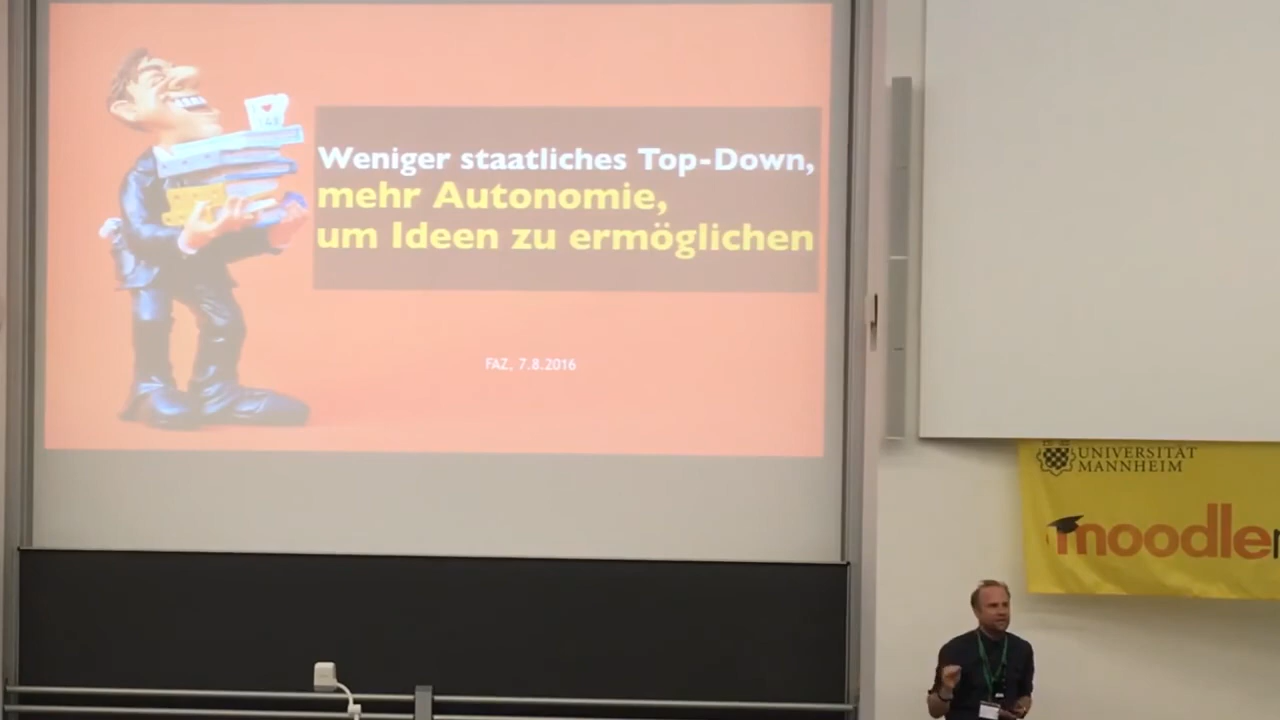 Weniger staatliches Top-Down,
mehr Autonomie,
um Ideen zu ermöglichen
FAZ, 7.8.2016
UNIVERSITÄT
MANNHEIM
moodle